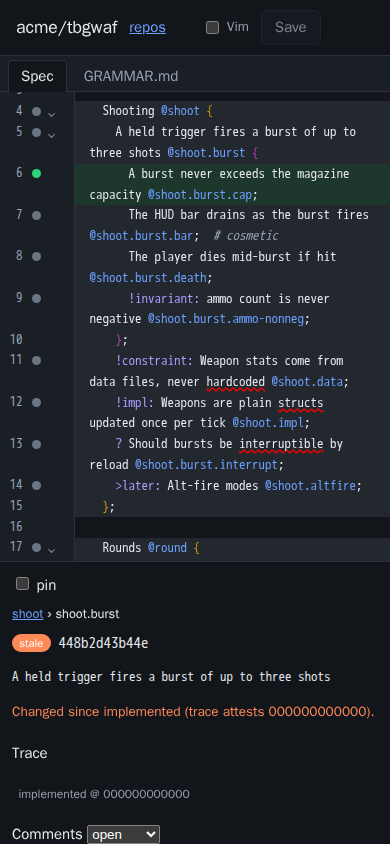 acme/tbgwaf repos Vim Save
Spec GRAMMAR.md
4 Shooting @shoot {
5 A held trigger fires a burst of up to
three shots @shoot.burst {
6 A burst never exceeds the magazine
capacity @shoot.burst.cap;
7 The HUD bar drains as the burst fires
@shoot.burst.bar; # cosmetic
8 The player dies mid-burst if hit
@shoot.burst.death;
9 !invariant: ammo count is never
negative @shoot.burst.ammo-nonneg;
10 };
11 !constraint: Weapon stats come from
data files, never hardcoded @shoot.data;
12 !impl: Weapons are plain structs
updated once per tick @shoot.impl;
13 ? Should bursts be interruptible by
reload @shoot.burst.interrupt;
14 >later: Alt-fire modes @shoot.altfire;
15 };
16
17 Rounds @round {
pin
shoot › shoot.burst
stale 448b2d43b44e
A held trigger fires a burst of up to three shots
Changed since implemented (trace attests 000000000000).
Trace
implemented @ 000000000000
Comments open